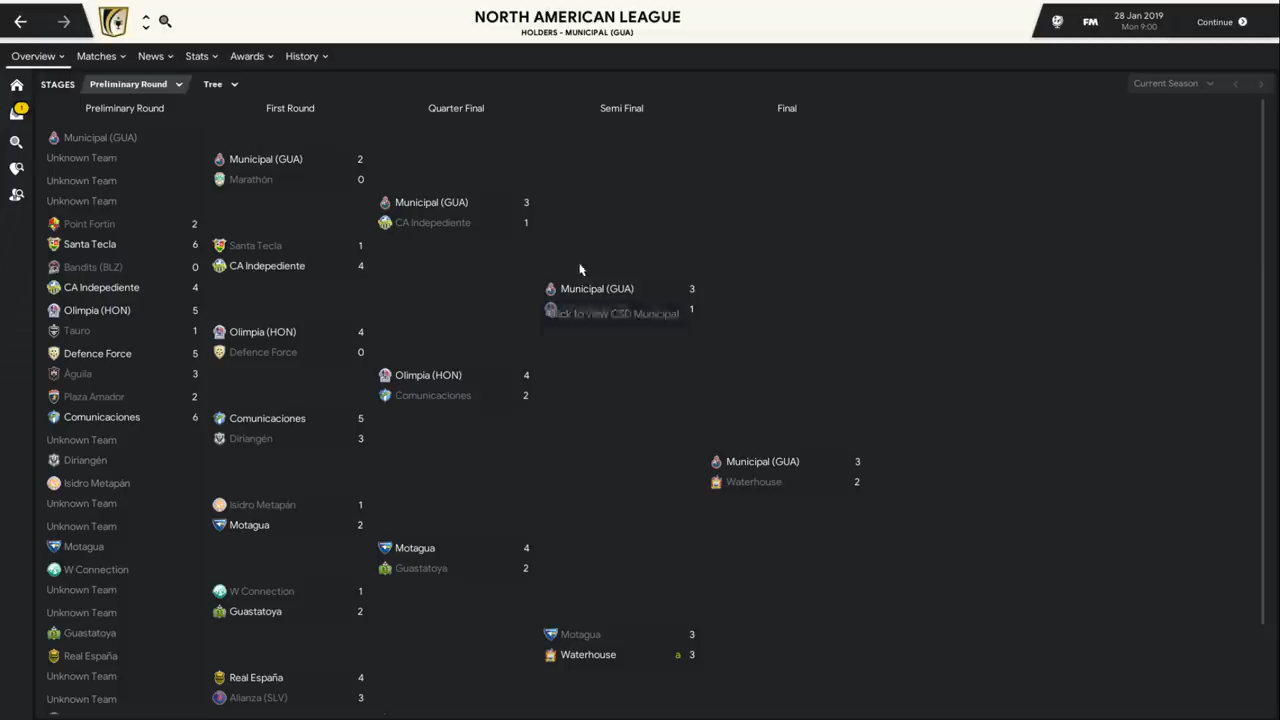 NORTH AMERICAN LEAGUE
HOLDERS - MUNICIPAL (GUA)
FM
28 Jan 2019
Mon 9:00
Continue
Overview
Matches
News
Stats
Awards
History
1
STAGES
Preliminary Round
Tree
Current Season
Preliminary Round
First Round
Quarter Final
Semi Final
Final
Municipal (GUA)
Unknown Team
Unknown Team
Unknown Team
Point Fortin 2
Santa Tecla 6
Bandits (BLZ) 0
CA Indepediente 4
Olimpia (HON) 5
Tauro 1
Defence Force 5
Águila 3
Plaza Amador 2
Comunicaciones 6
Unknown Team
Diriangén
Isidro Metapán
Unknown Team
Unknown Team
Motagua
W Connection
Unknown Team
Unknown Team
Guastatoya
Real España
Unknown Team
Unknown Team
Municipal (GUA) 2
Marathón 0
Santa Tecla 1
CA Indepediente 4
Olimpia (HON) 4
Defence Force 0
Comunicaciones 5
Diriangén 3
Isidro Metapán 1
Motagua 2
W Connection 1
Guastatoya 2
Real España 4
Alianza (SLV) 3
Municipal (GUA) 3
CA Indepediente 1
Olimpia (HON) 4
Comunicaciones 2
Motagua 4
Guastatoya 2
Municipal (GUA) 3
to view CSD Municipal 1
Motagua 3
Waterhouse a 3
Municipal (GUA) 3
Waterhouse 2